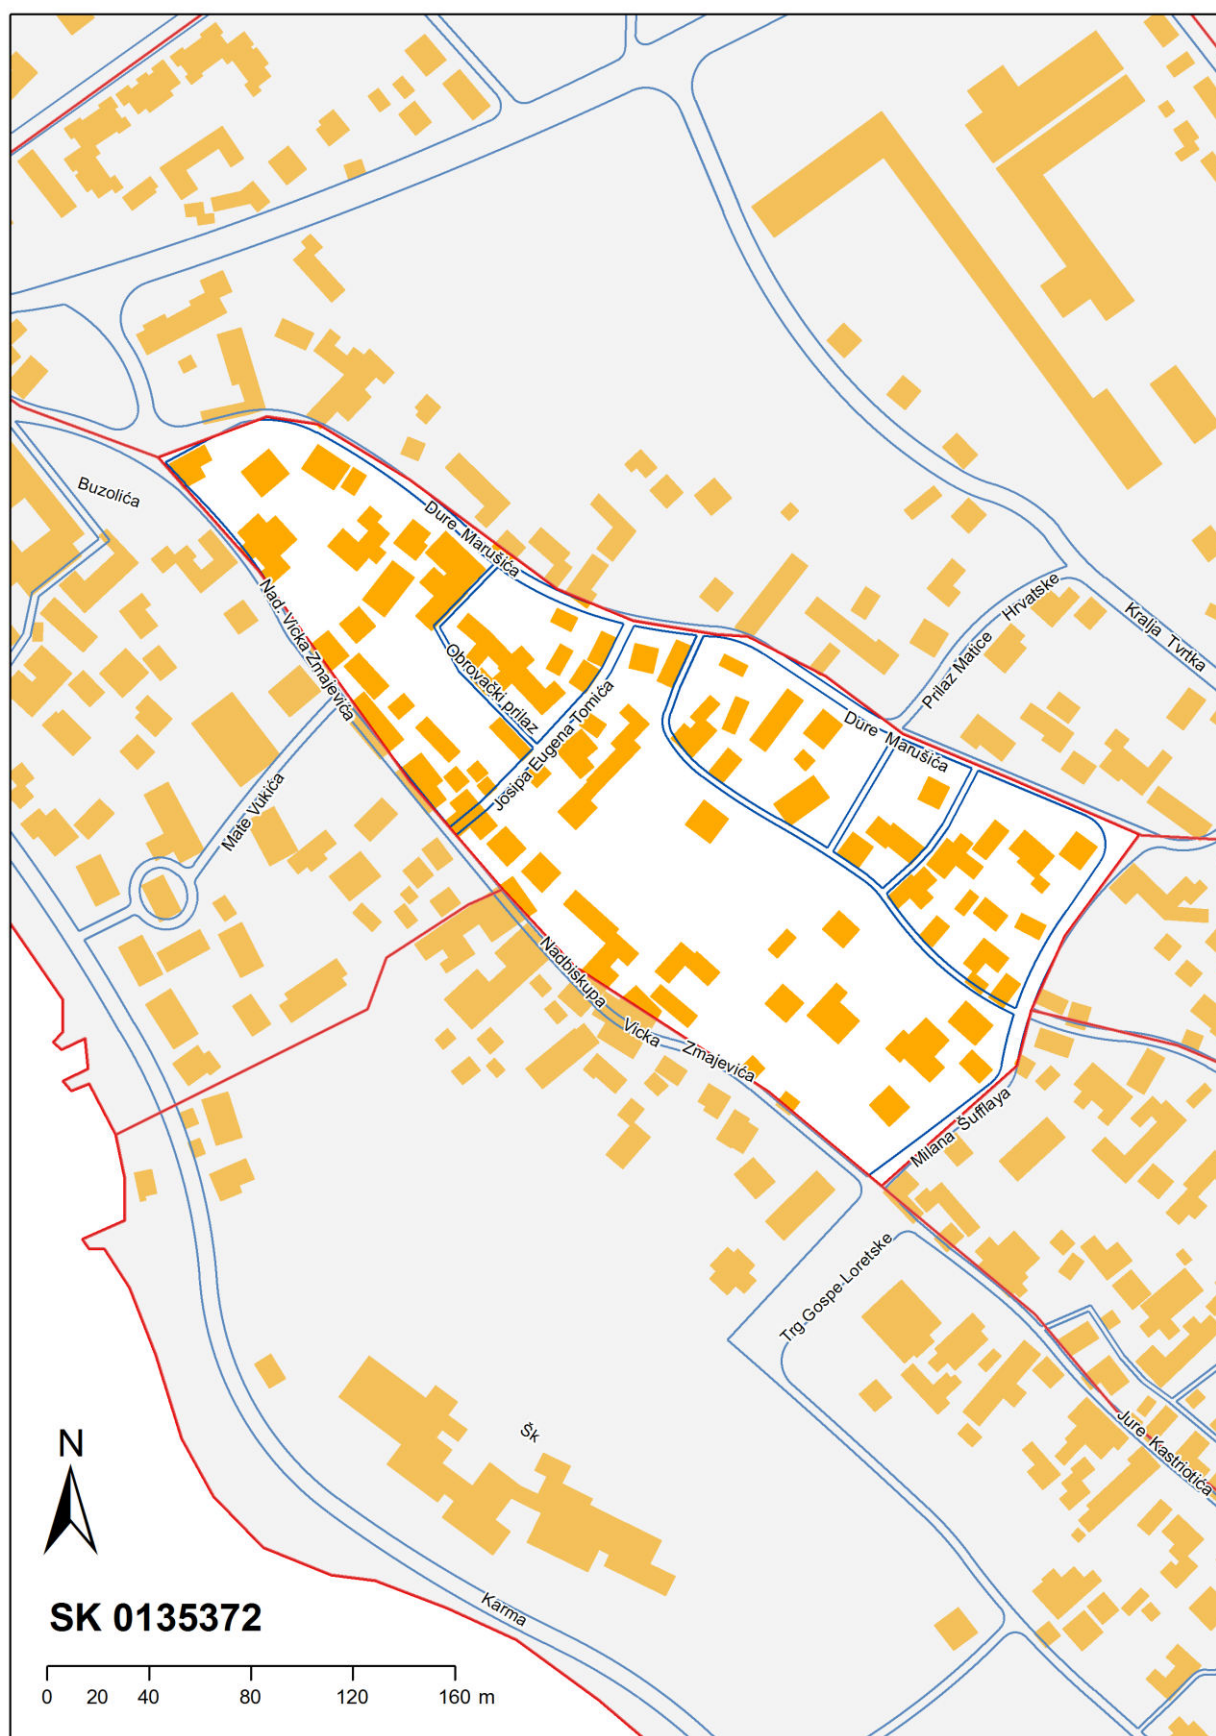 Buzolića
Đure Marušića
Nad. Vicka Zmajevića
Obrovački prilaz
Josipa Eugena Tomića
Mate Vukića
Prilaz Matice Hrvatske
Kralja Tvrtka
Đure Marušića
Nadbiskupa Vicka Zmajevića
Milana Šufflaya
Trg Gospe Loretske
Jure Kastriotića
Šk
Karma
N
SK 0135372
0 20 40 80 120 160 m